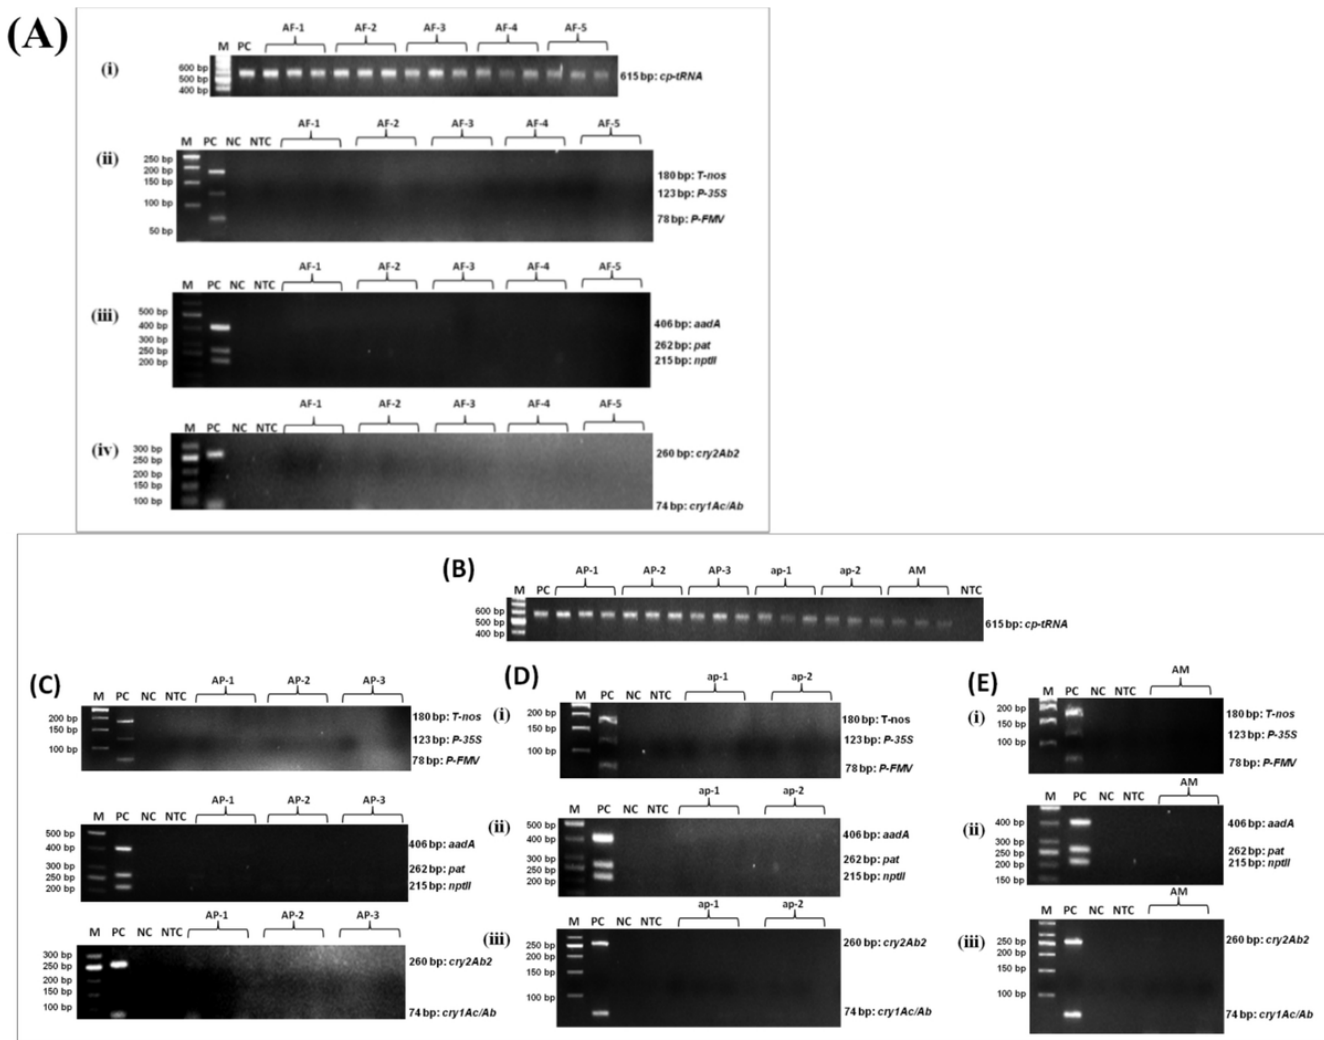 (A)
AF-1 AF-2 AF-3 AF-4 AF-5
M PC
(i)
600 bp
500 bp
400 bp
615 bp: cp-tRNA
AF-1 AF-2 AF-3 AF-4 AF-5
M PC NC NTC
(ii)
250 bp
200 bp
150 bp
100 bp
50 bp
180 bp: T-nos
123 bp: P-35S
78 bp: P-FMV
AF-1 AF-2 AF-3 AF-4 AF-5
M PC NC NTC
(iii)
500 bp
400 bp
300 bp
250 bp
200 bp
406 bp: aadA
262 bp: pat
215 bp: nptII
AF-1 AF-2 AF-3 AF-4 AF-5
M PC NC NTC
(iv)
300 bp
250 bp
200 bp
150 bp
100 bp
260 bp: cry2Ab2
74 bp: cry1Ac/Ab
(B)
AP-1 AP-2 AP-3 ap-1 ap-2 AM
M PC NTC
600 bp
500 bp
400 bp
615 bp: cp-tRNA
(C)
AP-1 AP-2 AP-3
M PC NC NTC
200 bp
150 bp
100 bp
180 bp: T-nos
123 bp: P-35S
78 bp: P-FMV
AP-1 AP-2 AP-3
M PC NC NTC
500 bp
400 bp
300 bp
250 bp
200 bp
406 bp: aadA
262 bp: pat
215 bp: nptII
AP-1 AP-2 AP-3
M PC NC NTC
300 bp
250 bp
200 bp
150 bp
100 bp
260 bp: cry2Ab2
74 bp: cry1Ac/Ab
(D)
ap-1 ap-2
M PC NC NTC
(i)
200 bp
150 bp
100 bp
180 bp: T-nos
123 bp: P-35S
78 bp: P-FMV
ap-1 ap-2
M PC NC NTC
(ii)
500 bp
400 bp
300 bp
250 bp
200 bp
406 bp: aadA
262 bp: pat
215 bp: nptII
ap-1 ap-2
M PC NC NTC
(iii)
250 bp
200 bp
150 bp
100 bp
260 bp: cry2Ab2
74 bp: cry1Ac/Ab
(E)
AM
M PC NC NTC
(i)
200 bp
150 bp
100 bp
180 bp: T-nos
123 bp: P-35S
78 bp: P-FMV
AM
M PC NC NTC
(ii)
400 bp
300 bp
250 bp
200 bp
150 bp
406 bp: aadA
262 bp: pat
215 bp: nptII
AM
M PC NC NTC
(iii)
250 bp
200 bp
150 bp
100 bp
260 bp: cry2Ab2
74 bp: cry1Ac/Ab